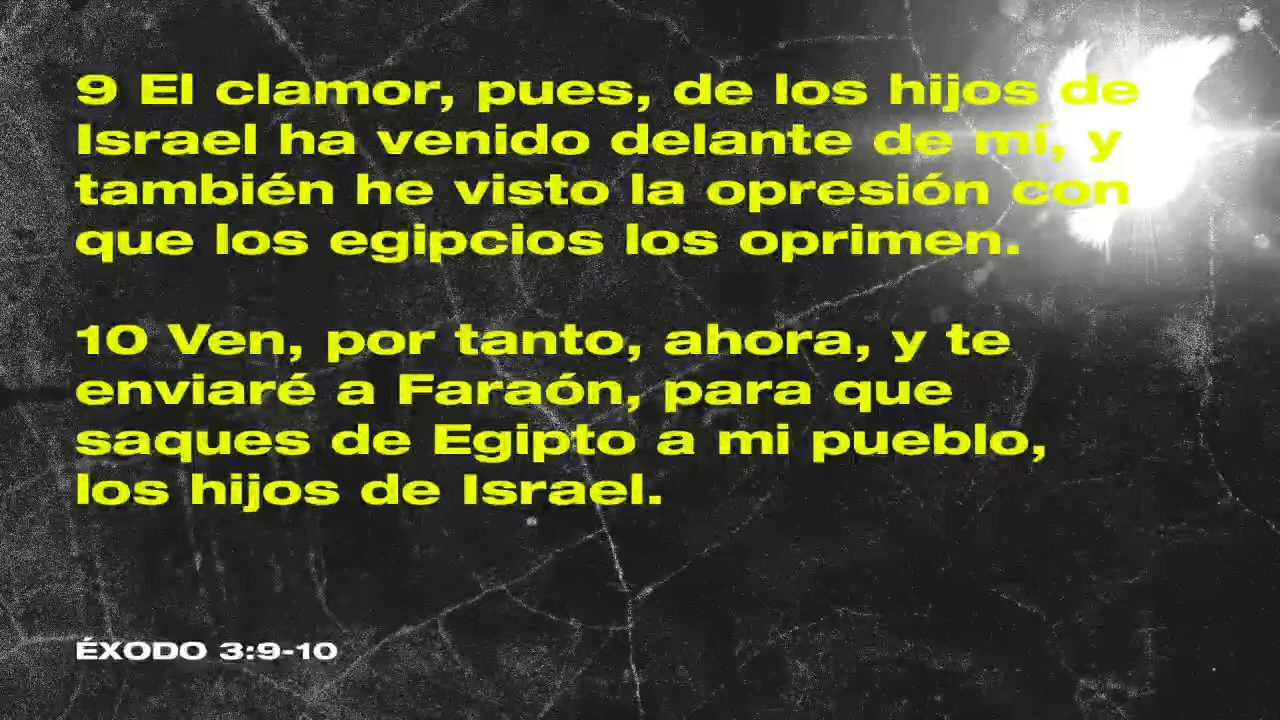 9 El clamor, pues, de los hijos de
Israel ha venido delante de mí, y
también he visto la opresión con
que los egipcios los oprimen.
10 Ven, por tanto, ahora, y te
enviaré a Faraón, para que
saques de Egipto a mi pueblo,
los hijos de Israel.
ÉXODO 3:9-10